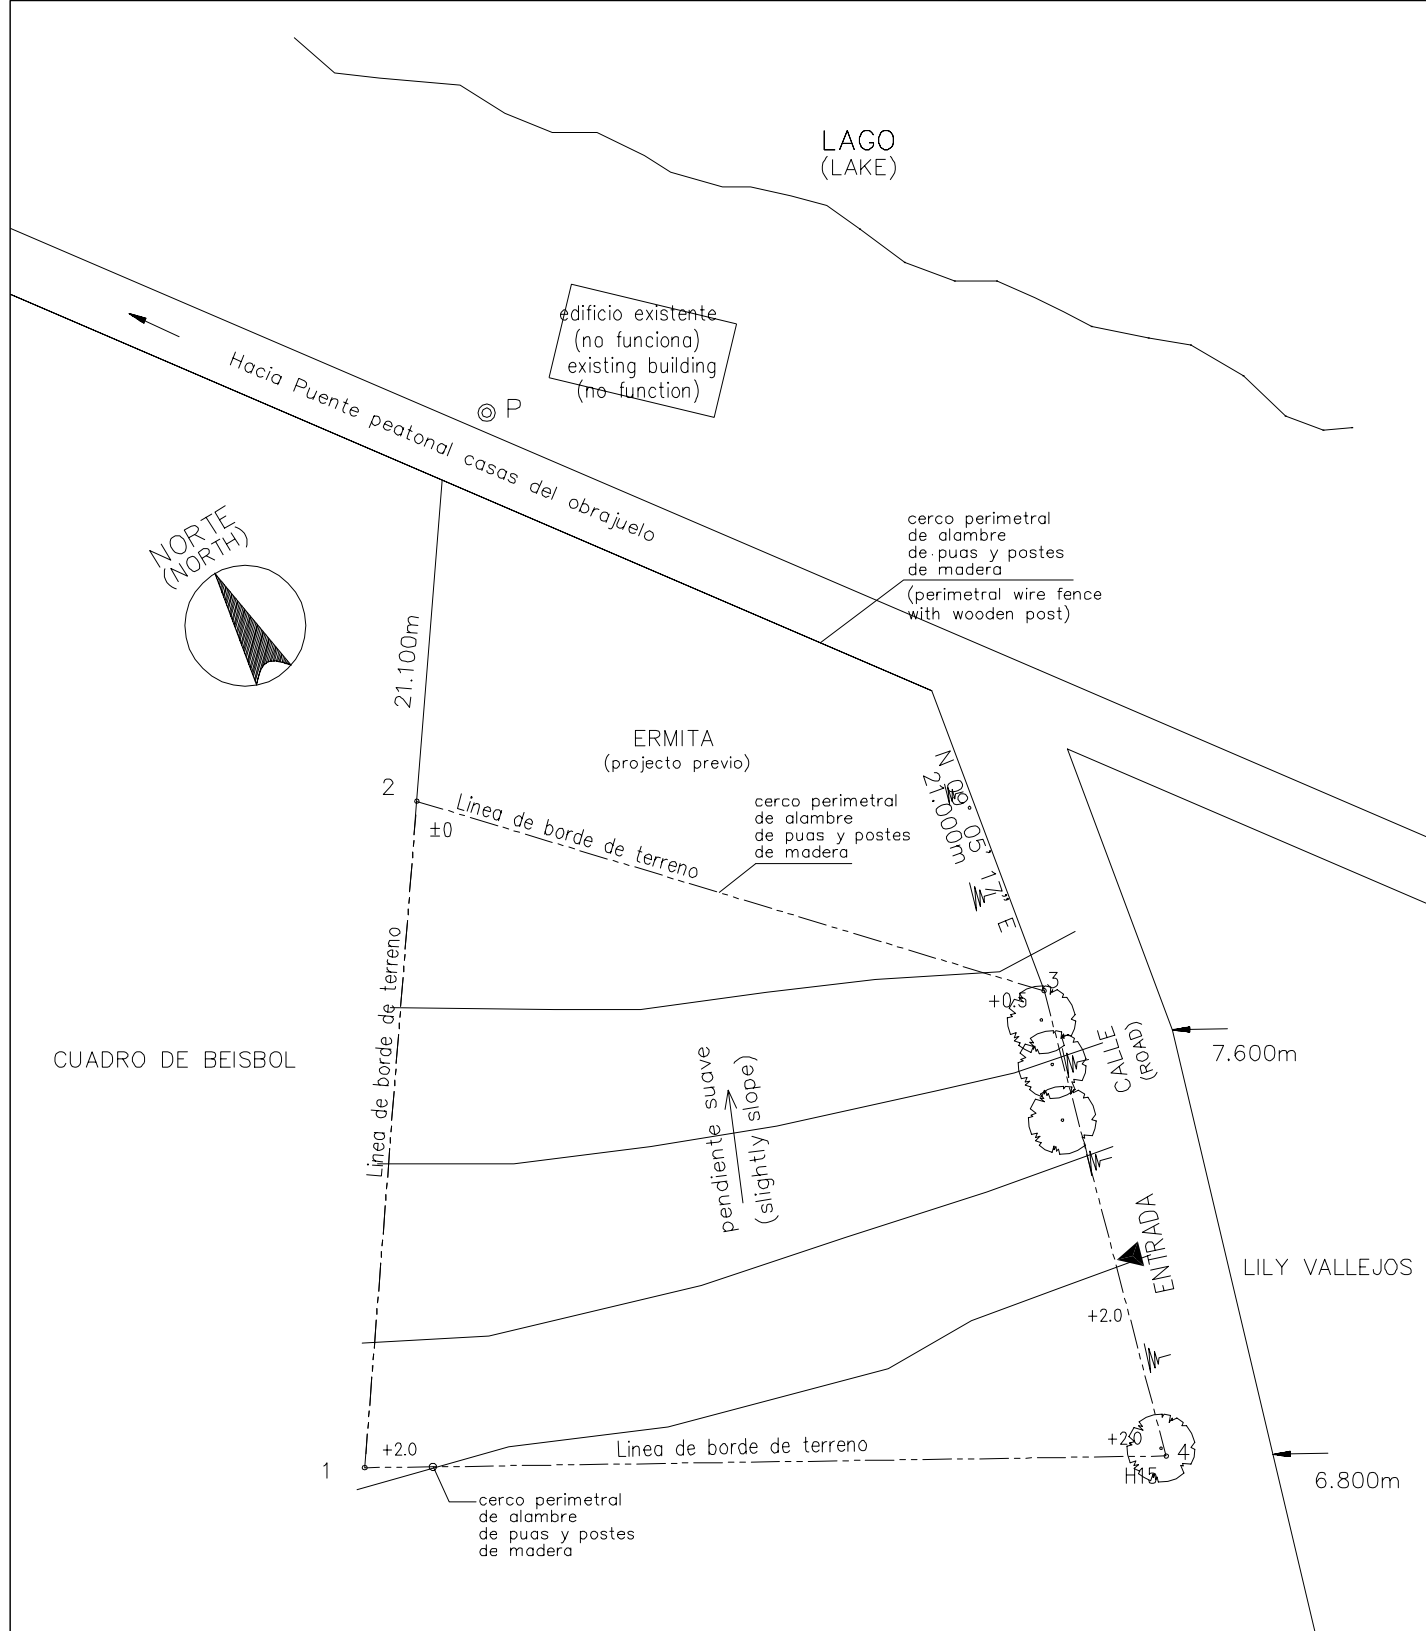 LAGO
(LAKE)
edificio existente
(no funciona)
existing building
(no function)
P
Hacia Puente peatonal casas del obrajuelo
NORTE
(NORTH)
cerco perimetral
de alambre
de puas y postes
de madera
(perimetral wire fence
with wooden post)
21.100m
ERMITA
(projecto previo)
N 09° 05' 17" E
21.000m
2
±0
Linea de borde de terreno
cerco perimetral
de alambre
de puas y postes
de madera
3
+0.5
Linea de borde de terreno
CUADRO DE BEISBOL
pendiente suave
(slightly slope)
CALLE
(ROAD)
7.600m
ENTRADA
LILY VALLEJOS
+2.0
1
+2.0
Linea de borde de terreno
+2.0
4
H15
6.800m
cerco perimetral
de alambre
de puas y postes
de madera